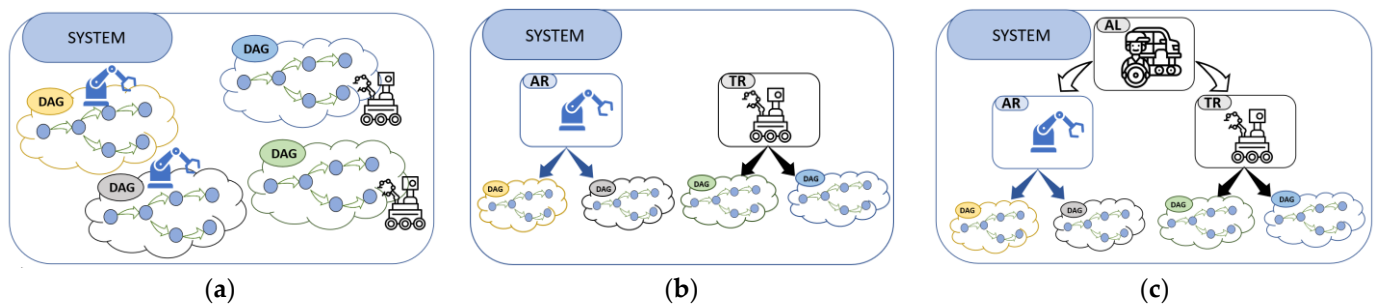 SYSTEM
DAG
DAG
DAG
DAG
(a)
SYSTEM
AR
TR
DAG
DAG
DAG
DAG
(b)
SYSTEM
AL
AR
TR
DAG
DAG
DAG
DAG
(c)